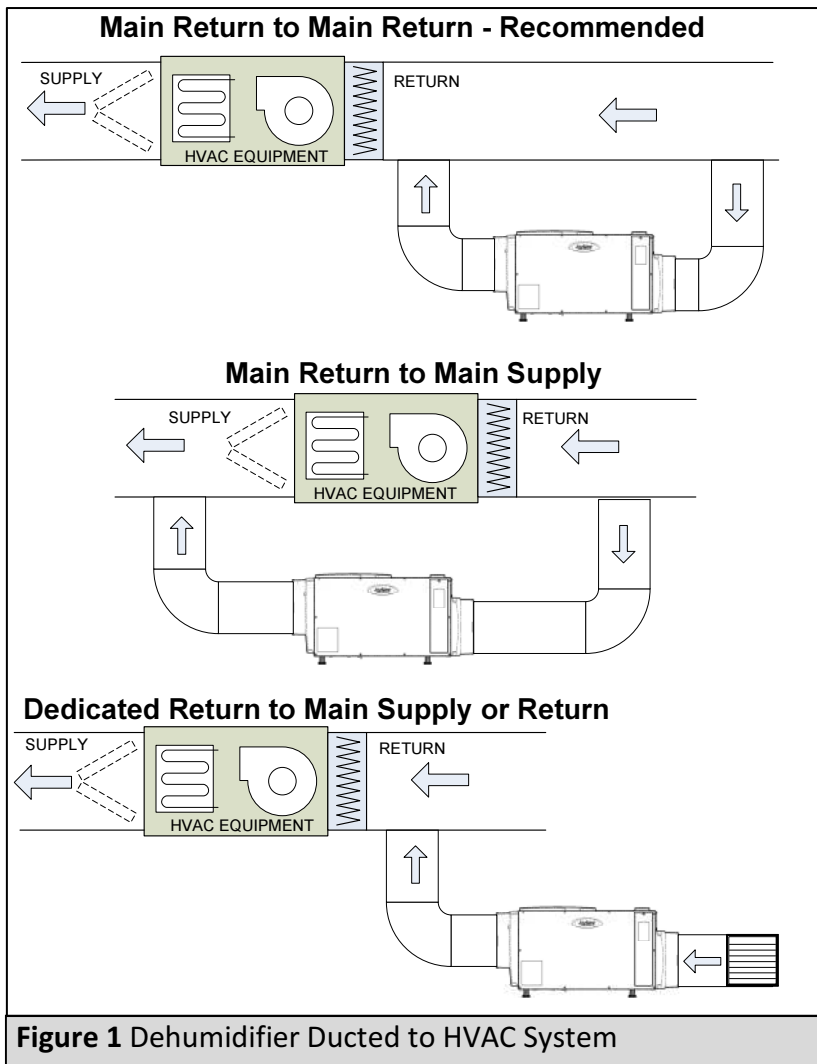 Main Return to Main Return - Recommended
SUPPLY
RETURN
HVAC EQUIPMENT
Main Return to Main Supply
SUPPLY
RETURN
HVAC EQUIPMENT
Dedicated Return to Main Supply or Return
SUPPLY
RETURN
HVAC EQUIPMENT
Figure 1 Dehumidifier Ducted to HVAC System